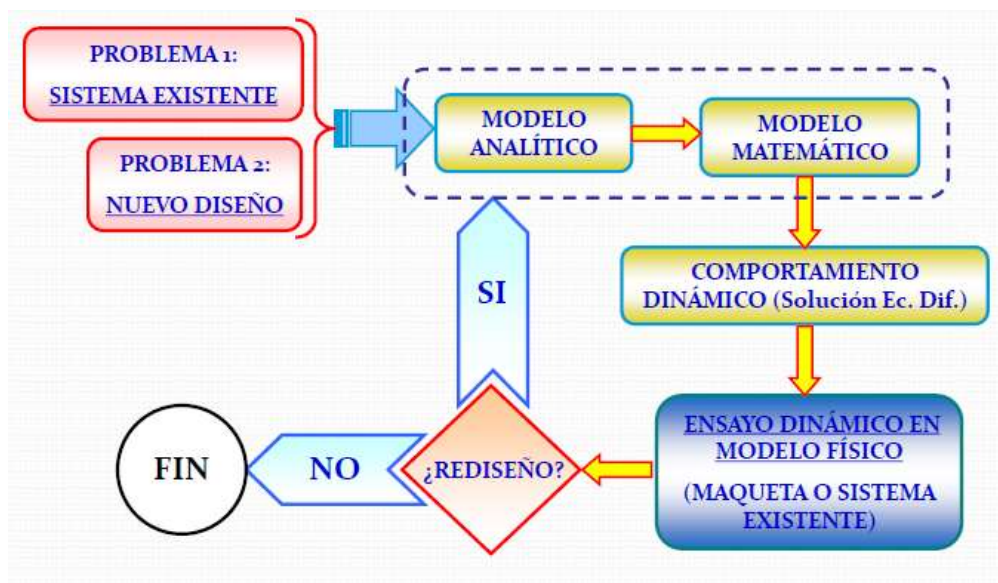 PROBLEMA 1:
SISTEMA EXISTENTE
PROBLEMA 2:
NUEVO DISEÑO
MODELO
ANALÍTICO
MODELO
MATEMÁTICO
COMPORTAMIENTO
DINÁMICO (Solución Ec. Dif.)
ENSAYO DINÁMICO EN
MODELO FÍSICO
(MAQUETA O SISTEMA
EXISTENTE)
¿REDISEÑO?
SI
NO
FIN